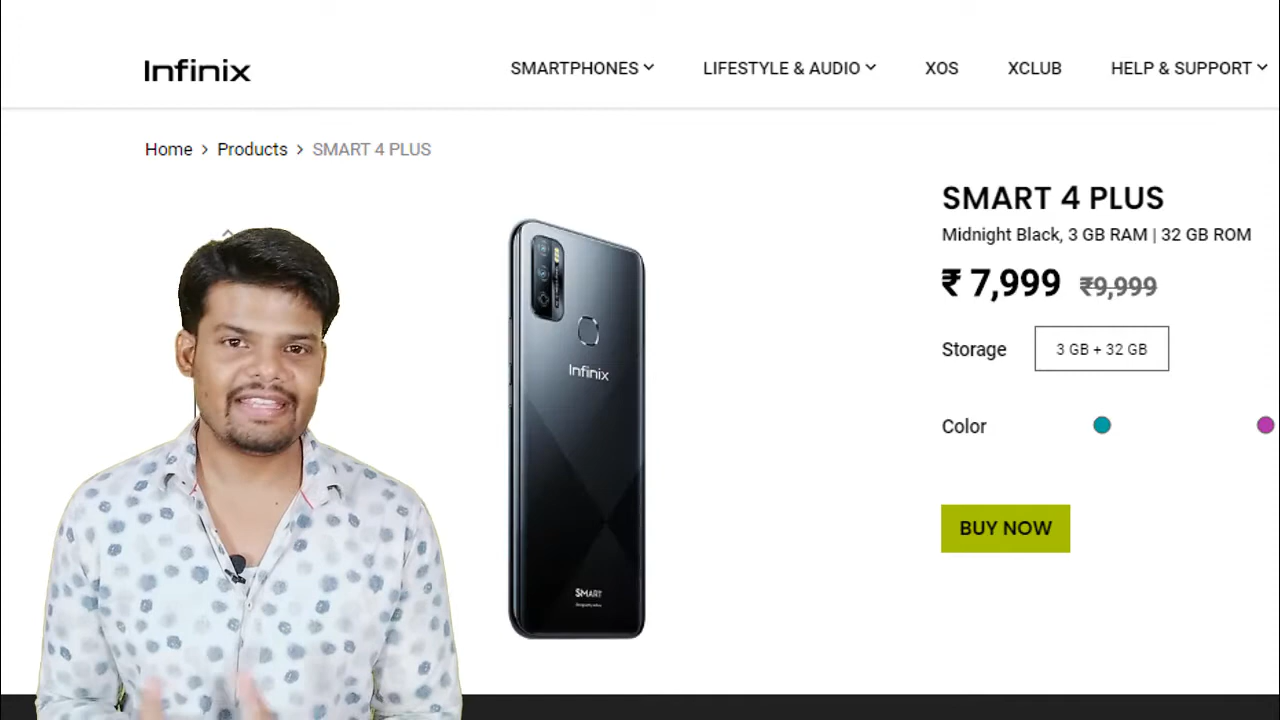 Infinix
SMARTPHONES
LIFESTYLE & AUDIO
XOS
XCLUB
HELP & SUPPORT
Home > Products > SMART 4 PLUS
SMART 4 PLUS
Midnight Black, 3 GB RAM | 32 GB ROM
₹ 7,999 ₹9,999
Storage 3 GB + 32 GB
Color
BUY NOW
Infinix
SMART